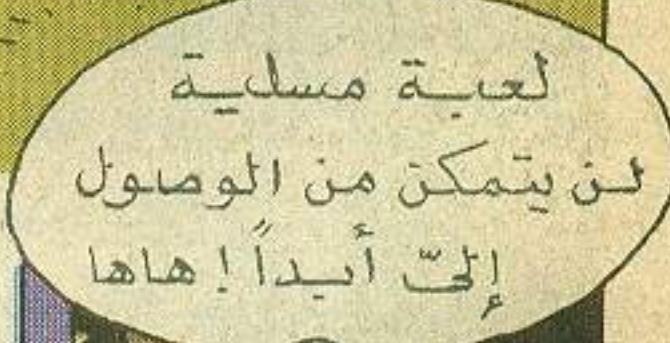 لعبة مسلية
لن يتمكن من الوصول
إليّ أبداً! هاها